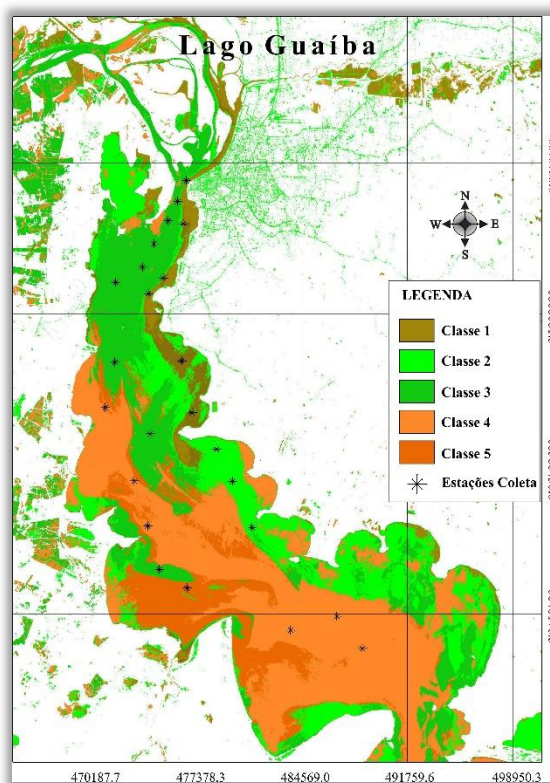 Lago Guaíba
N
W E
S
LEGENDA
Classe 1
Classe 2
Classe 3
Classe 4
Classe 5
Estações Coleta
470187.7 477378.3 484569.0 491759.6 498950.3